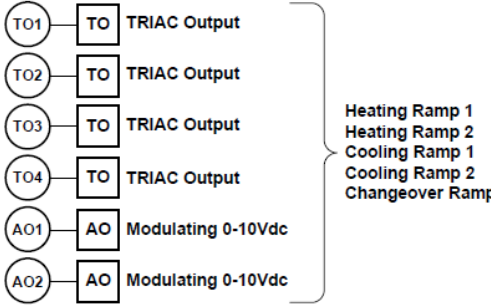 TO1 TO TRIAC Output
TO2 TO TRIAC Output
TO3 TO TRIAC Output
TO4 TO TRIAC Output
AO1 AO Modulating 0-10Vdc
AO2 AO Modulating 0-10Vdc
Heating Ramp 1
Heating Ramp 2
Cooling Ramp 1
Cooling Ramp 2
Changeover Ramp